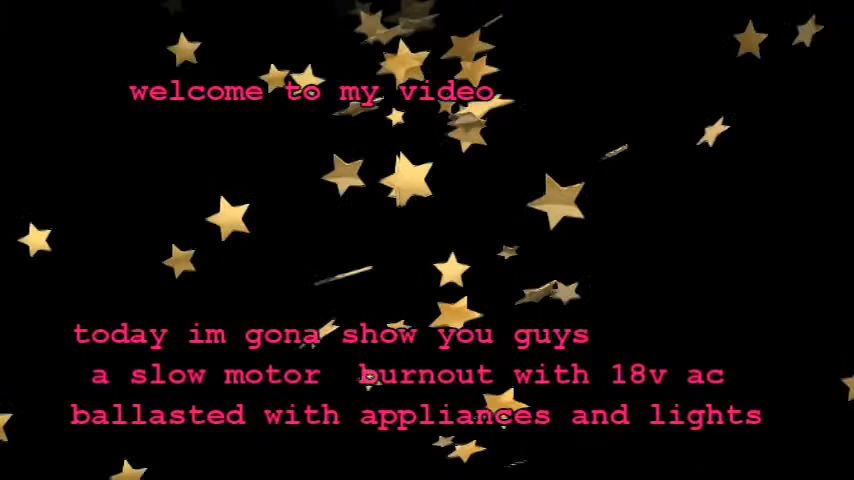 welcome to my video
today im gona show you guys
a slow motor burnout with 18v ac
ballasted with appliances and lights